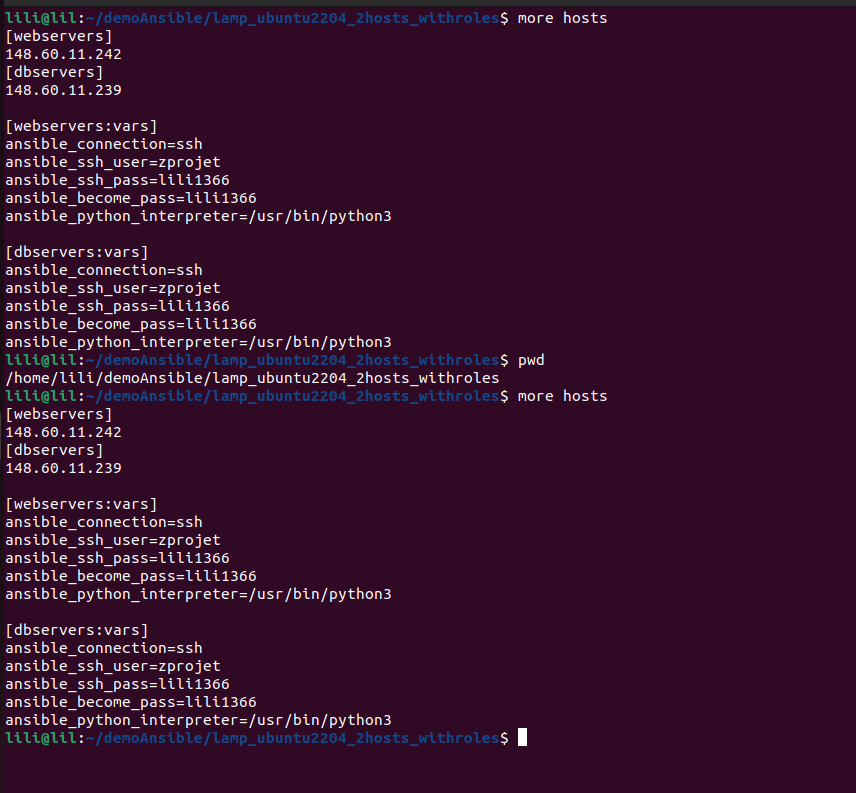 lili@lil:~/demoAnsible/lamp_ubuntu2204_2hosts_withroles$ more hosts
[webservers]
148.60.11.242
[dbservers]
148.60.11.239

[webservers:vars]
ansible_connection=ssh
ansible_ssh_user=zprojet
ansible_ssh_pass=lili1366
ansible_become_pass=lili1366
ansible_python_interpreter=/usr/bin/python3

[dbservers:vars]
ansible_connection=ssh
ansible_ssh_user=zprojet
ansible_ssh_pass=lili1366
ansible_become_pass=lili1366
ansible_python_interpreter=/usr/bin/python3
lili@lil:~/demoAnsible/lamp_ubuntu2204_2hosts_withroles$ pwd
/home/lili/demoAnsible/lamp_ubuntu2204_2hosts_withroles
lili@lil:~/demoAnsible/lamp_ubuntu2204_2hosts_withroles$ more hosts
[webservers]
148.60.11.242
[dbservers]
148.60.11.239

[webservers:vars]
ansible_connection=ssh
ansible_ssh_user=zprojet
ansible_ssh_pass=lili1366
ansible_become_pass=lili1366
ansible_python_interpreter=/usr/bin/python3

[dbservers:vars]
ansible_connection=ssh
ansible_ssh_user=zprojet
ansible_ssh_pass=lili1366
ansible_become_pass=lili1366
ansible_python_interpreter=/usr/bin/python3
lili@lil:~/demoAnsible/lamp_ubuntu2204_2hosts_withroles$